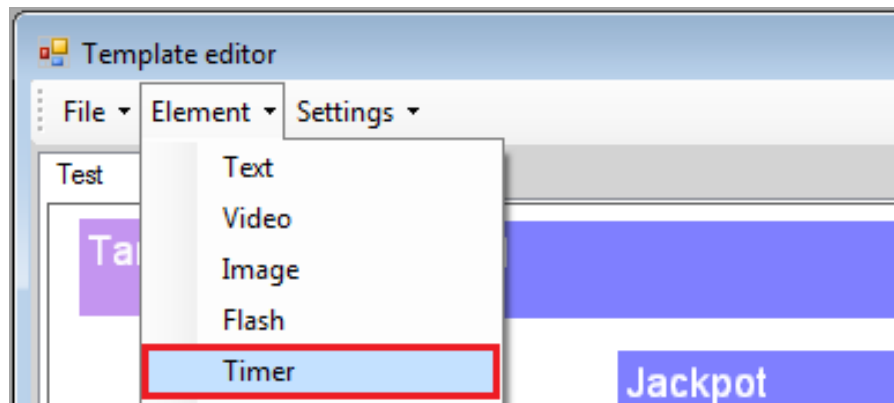 Template editor
File Element Settings
Test
Text
Video
Image
Flash
Timer
Jackpot